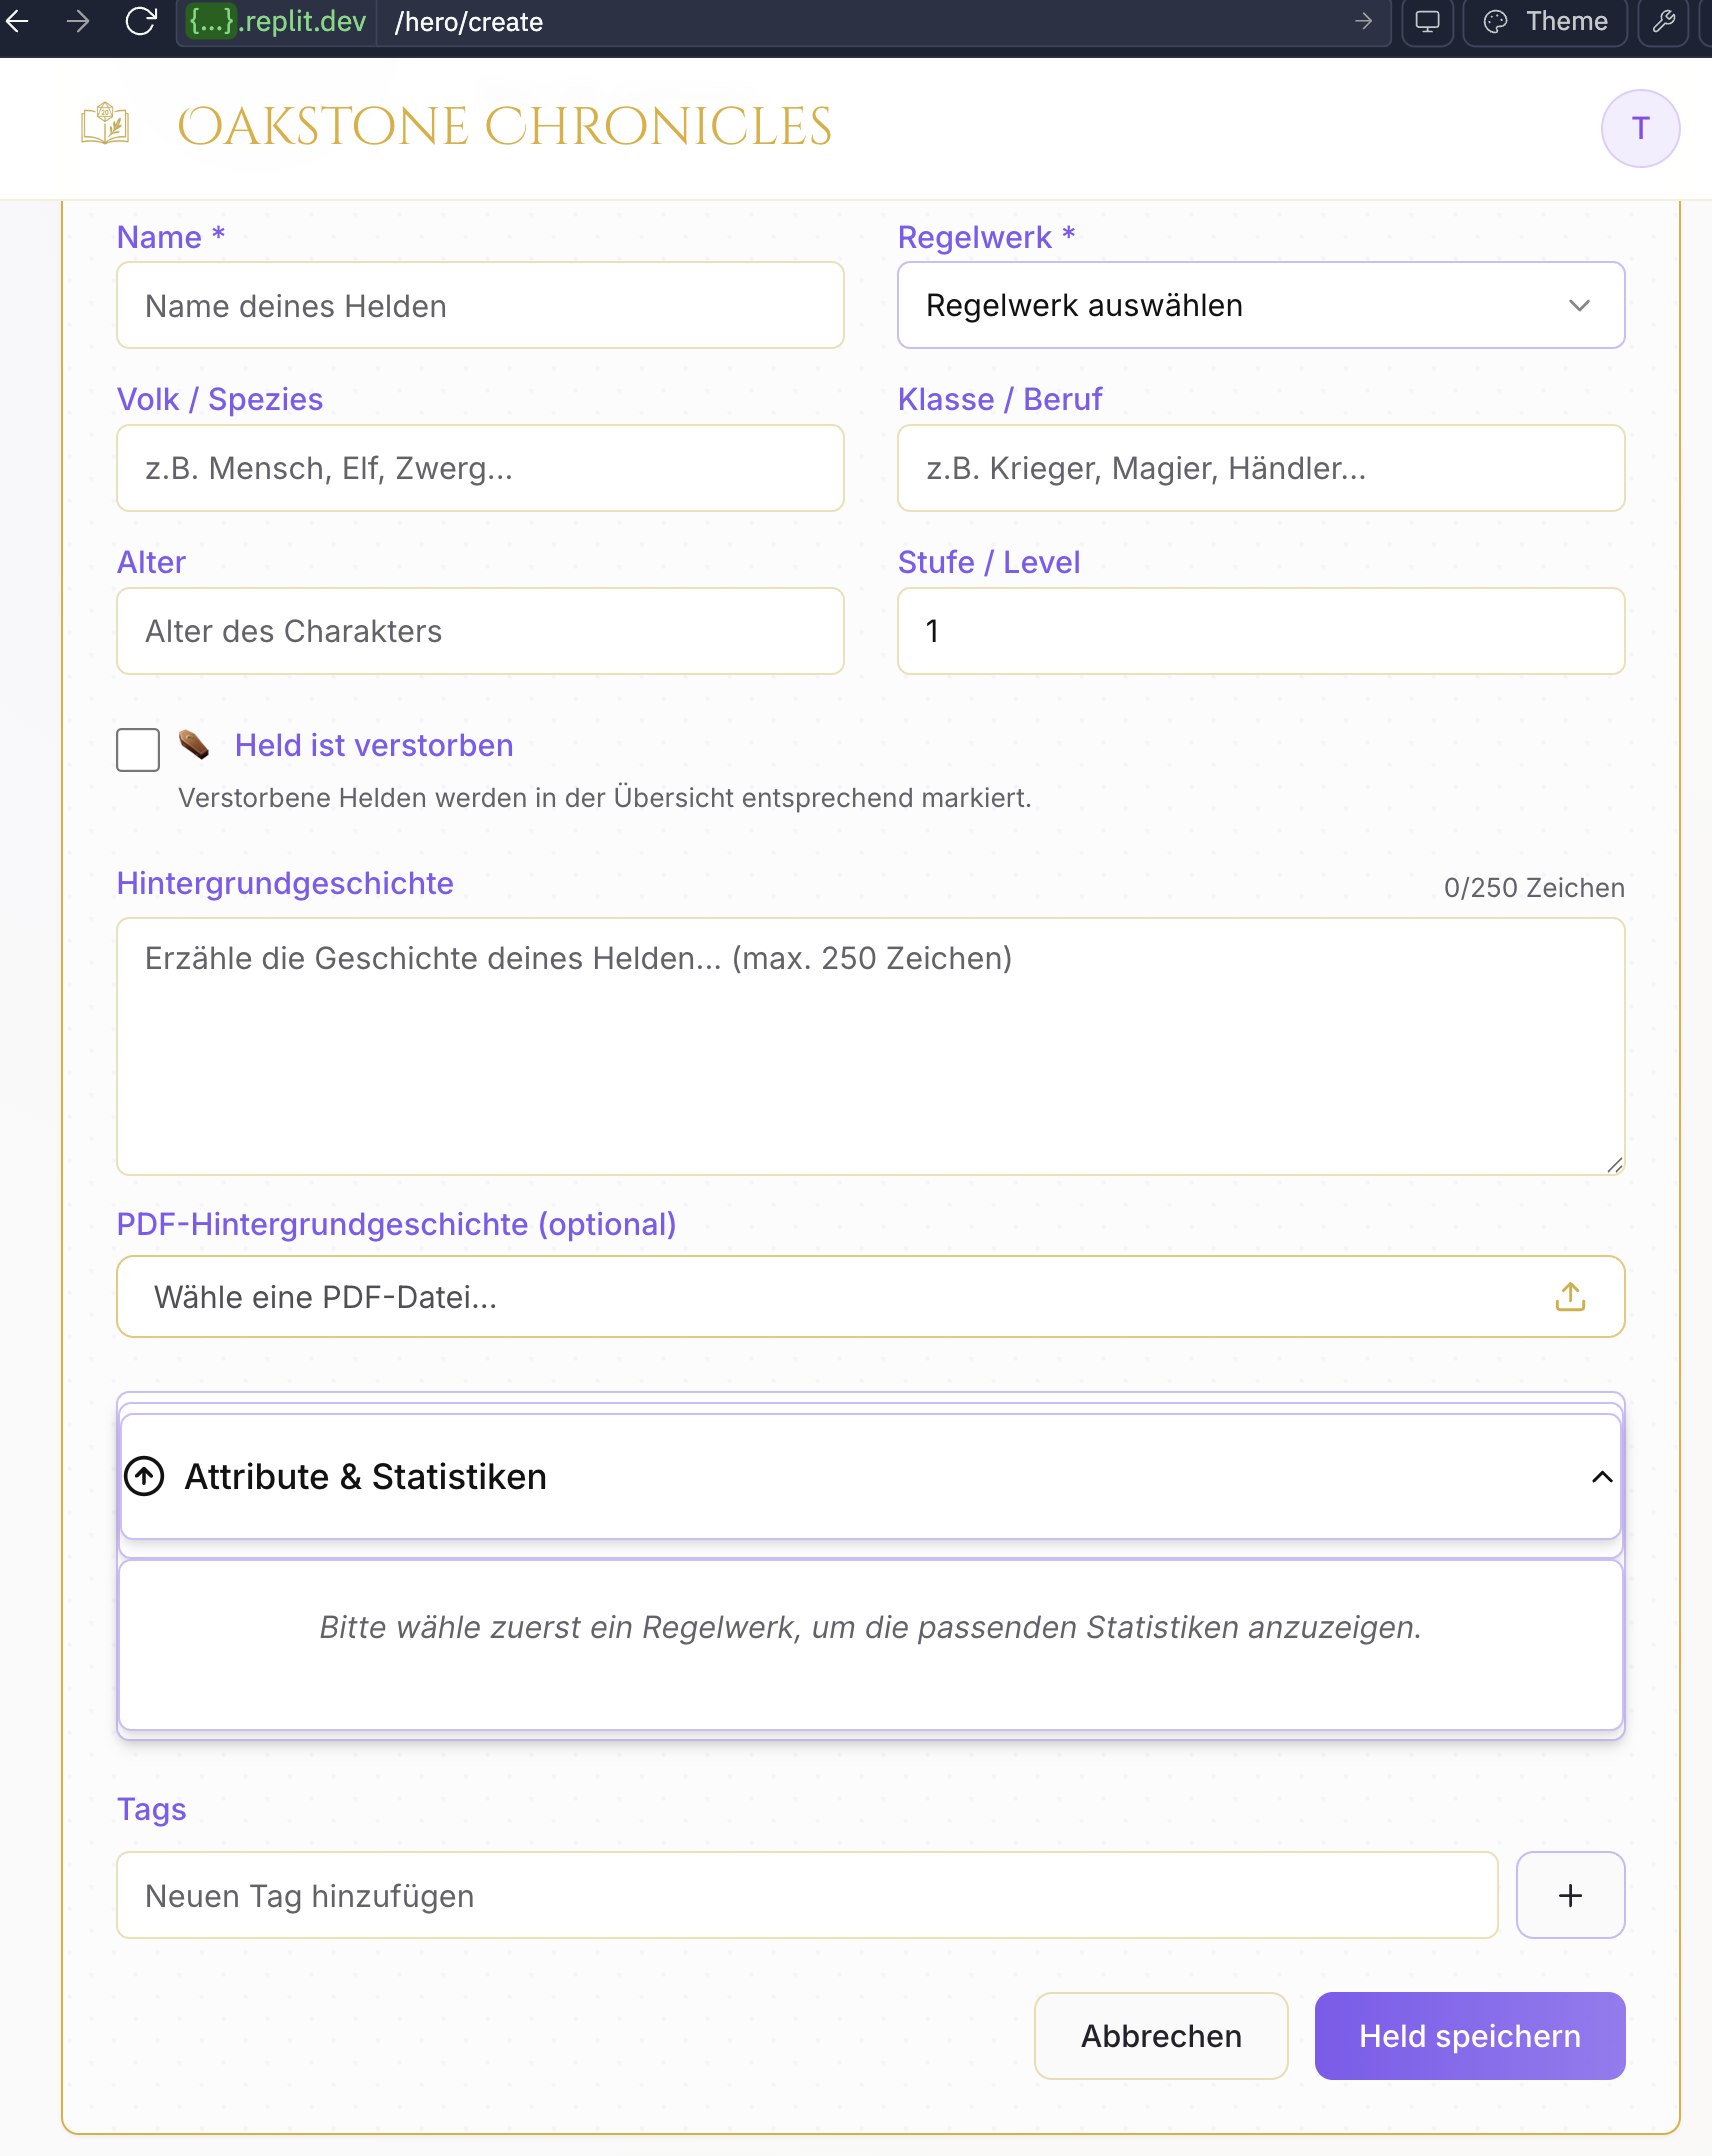 {...}.replit.dev /hero/create Theme
OAKSTONE CHRONICLES
T
Name * Regelwerk *
Name deines Helden Regelwerk auswählen
Volk / Spezies Klasse / Beruf
z.B. Mensch, Elf, Zwerg... z.B. Krieger, Magier, Händler...
Alter Stufe / Level
Alter des Charakters 1
Held ist verstorben
Verstorbene Helden werden in der Übersicht entsprechend markiert.
Hintergrundgeschichte 0/250 Zeichen
Erzähle die Geschichte deines Helden... (max. 250 Zeichen)
PDF-Hintergrundgeschichte (optional)
Wähle eine PDF-Datei...
Attribute & Statistiken
Bitte wähle zuerst ein Regelwerk, um die passenden Statistiken anzuzeigen.
Tags
Neuen Tag hinzufügen +
Abbrechen Held speichern